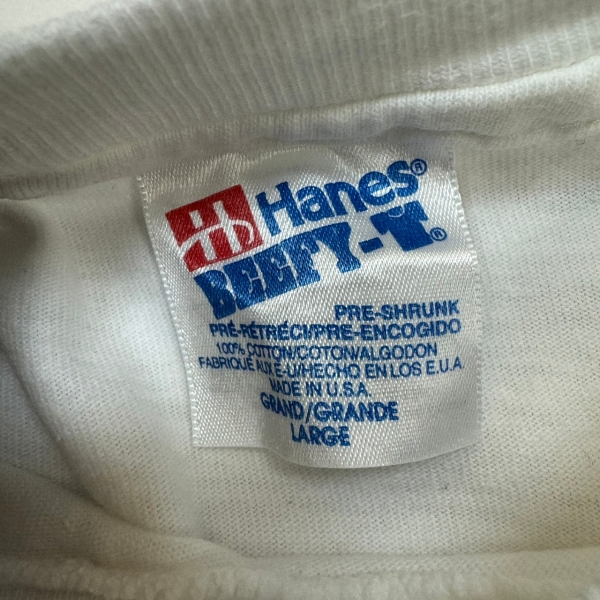 Hanes®
BEEFY-T®
PRE-SHRUNK
PRÉ-RÉTRÉCI/PRE-ENCOGIDO
100% COTTON/COTON/ALGODON
FABRIQUÉ AUX É-U/HECHO EN LOS E.U.A.
MADE IN U.S.A
GRAND/GRANDE
LARGE